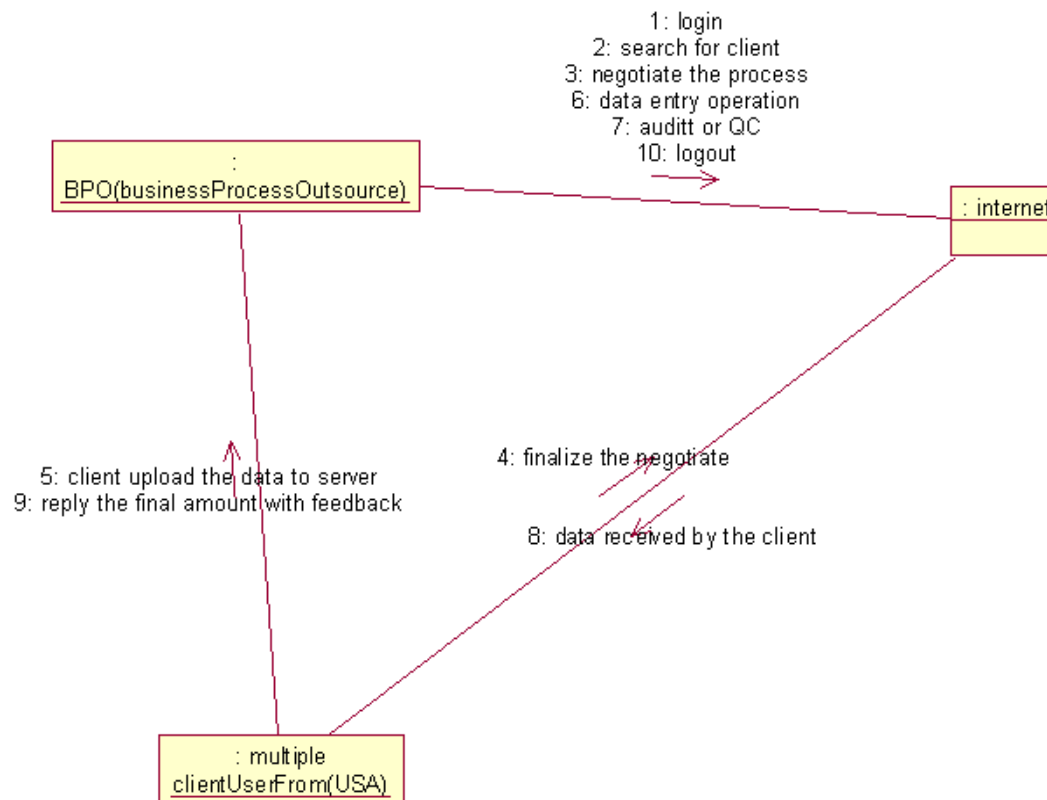 1: login
2: search for client
3: negotiate the process
6: data entry operation
7: auditt or QC
10: logout
:
BPO(businessProcessOutsource)
: internet
4: finalize the negotiate
5: client upload the data to server
9: reply the final amount with feedback
8: data received by the client
: multiple
clientUserFrom(USA)